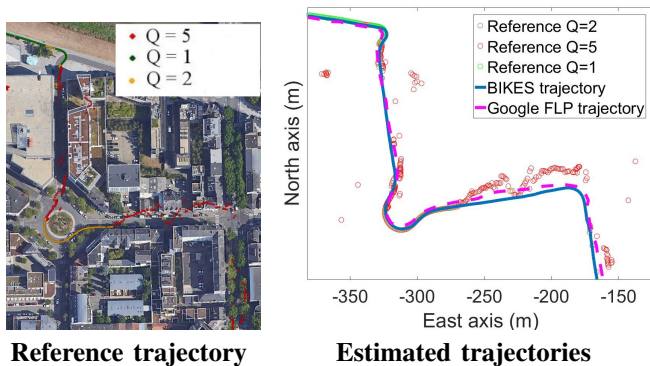 Q = 5
Q = 1
Q = 2
Reference Q=2
Reference Q=5
Reference Q=1
BIKES trajectory
Google FLP trajectory
North axis (m)
-350 -300 -250 -200 -150
East axis (m)
Reference trajectory Estimated trajectories